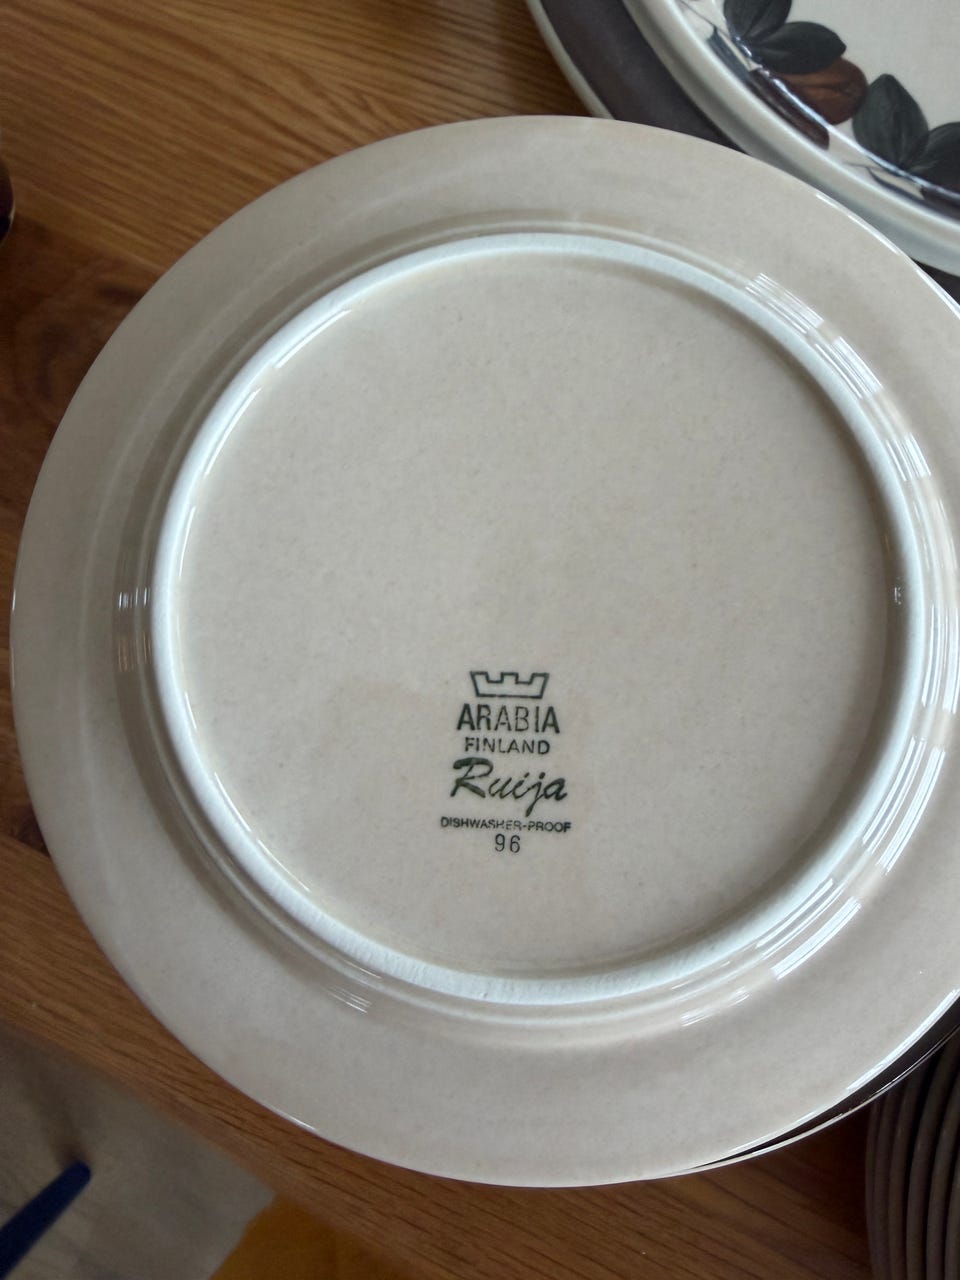 ARABIA
FINLAND
Ruija
DISHWASHER-PROOF
96